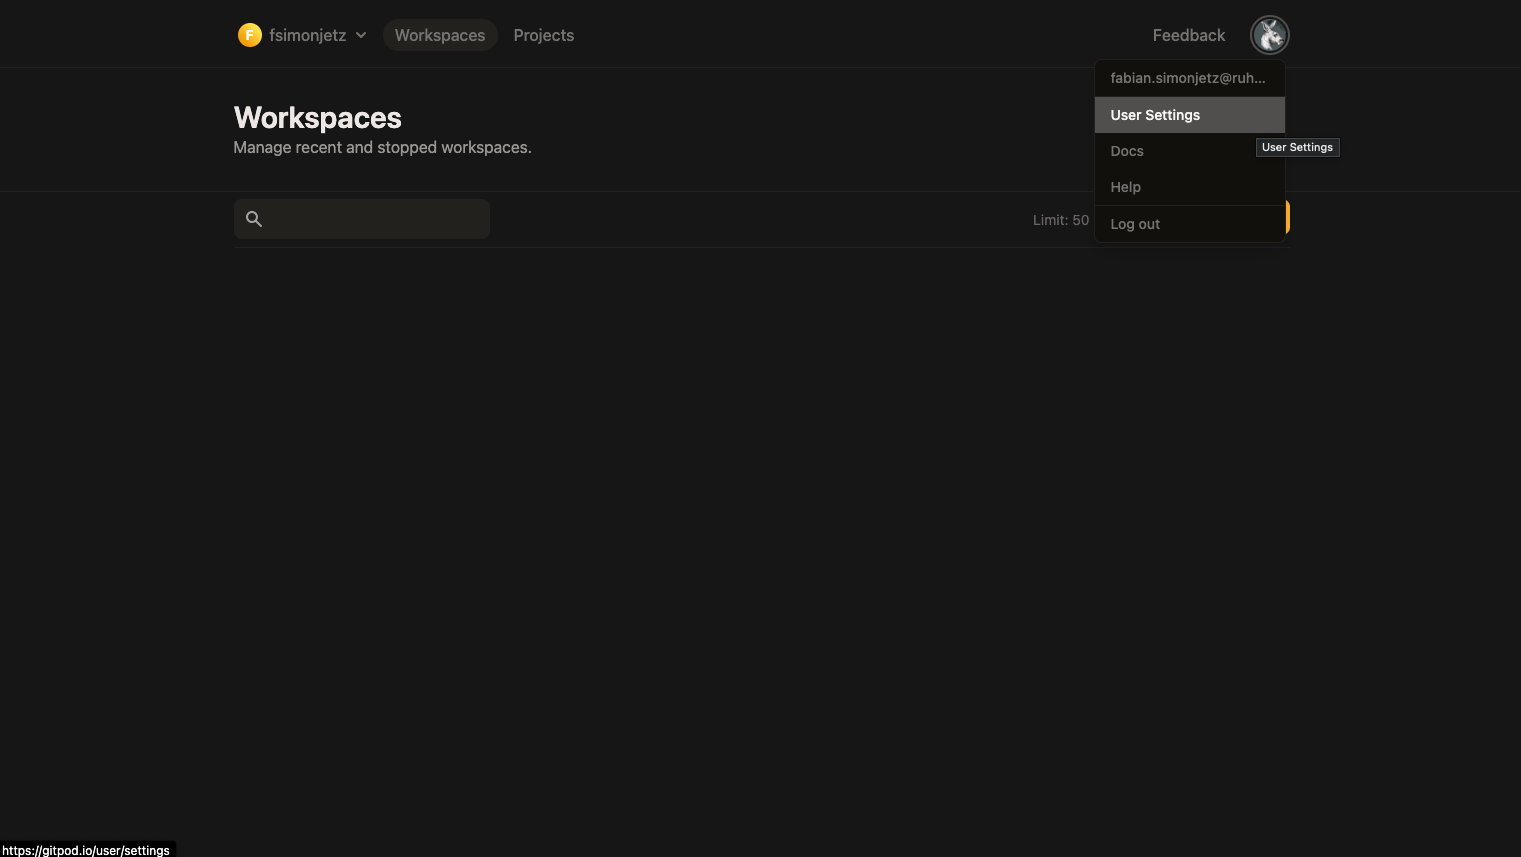 F fsimonjetz Workspaces Projects Feedback
fabian.simonjetz@ruh...
User Settings
Workspaces
Manage recent and stopped workspaces.
User Settings
Docs
Help
Limit: 50
Log out
https://gitpod.io/user/settings